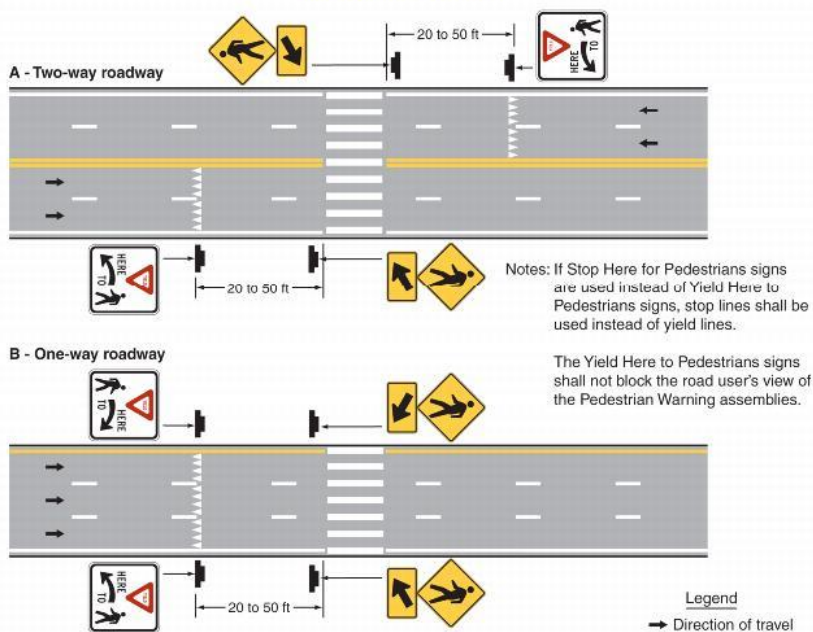 20 to 50 ft
HERE
TO
A - Two-way roadway
HERE
TO
20 to 50 ft
Notes: If Stop Here for Pedestrians signs
are used instead of Yield Here to
Pedestrians signs, stop lines shall be
used instead of yield lines.
B - One-way roadway
The Yield Here to Pedestrians signs
shall not block the road user's view of
the Pedestrian Warning assemblies.
HERE
TO
HERE
TO
20 to 50 ft
Legend
Direction of travel